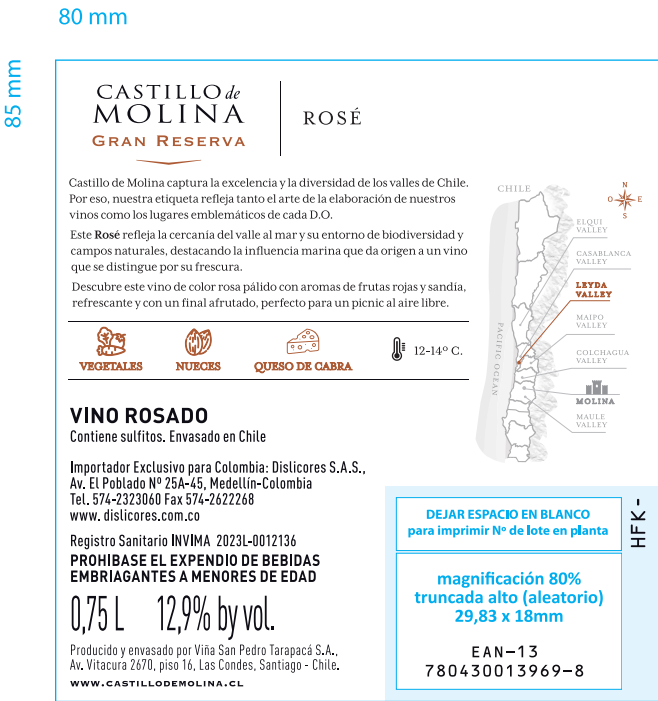 80 mm
85 mm
CASTILLO de
MOLINA
GRAN RESERVA
ROSÉ
Castillo de Molina captura la excelencia y la diversidad de los valles de Chile.
Por eso, nuestra etiqueta refleja tanto el arte de la elaboración de nuestros
vinos como los lugares emblemáticos de cada D.O.
Este Rosé refleja la cercania del valle al mar y su entorno de biodiversidad y
campos naturales, destacando la influencia marina que da origen a un vino
que se distingue por su frescura.
Descubre este vino de color rosa pálido con aromas de frutas rojas y sandía,
refrescante y con un final afrutado, perfecto para un picnic al aire libre.
VEGETALES
NUECES
QUESO DE CABRA
12-14º C.
CHILE
N
O
E
S
ELQUI
VALLEY
CASABLANCA
VALLEY
LEYDA
VALLEY
MAIPO
VALLEY
COLCHAGUA
VALLEY
MOLINA
MAULE
VALLEY
PACIFIC OCEAN
VINO ROSADO
Contiene sulfitos. Envasado en Chile
Importador Exclusivo para Colombia: Dislicores S.A.S.,
Av. El Poblado Nº 25A-45, Medellín-Colombia
Tel. 574-2323060 Fax 574-2622268
www. dislicores.com.co
Registro Sanitario INVIMA 2023L-0012136
PROHIBASE EL EXPENDIO DE BEBIDAS
EMBRIAGANTES A MENORES DE EDAD
0,75 L 12,9% by vol.
Producido y envasado por Viña San Pedro Tarapacá S.A.,
Av. Vitacura 2670, piso 16, Las Condes, Santiago - Chile.
WWW.CASTILLODEMOLINA.CL
DEJAR ESPACIO EN BLANCO
para imprimir Nº de lote en planta
HFK-
magnificación 80%
truncada alto (aleatorio)
29,83 x 18mm
EAN-13
780430013969-8